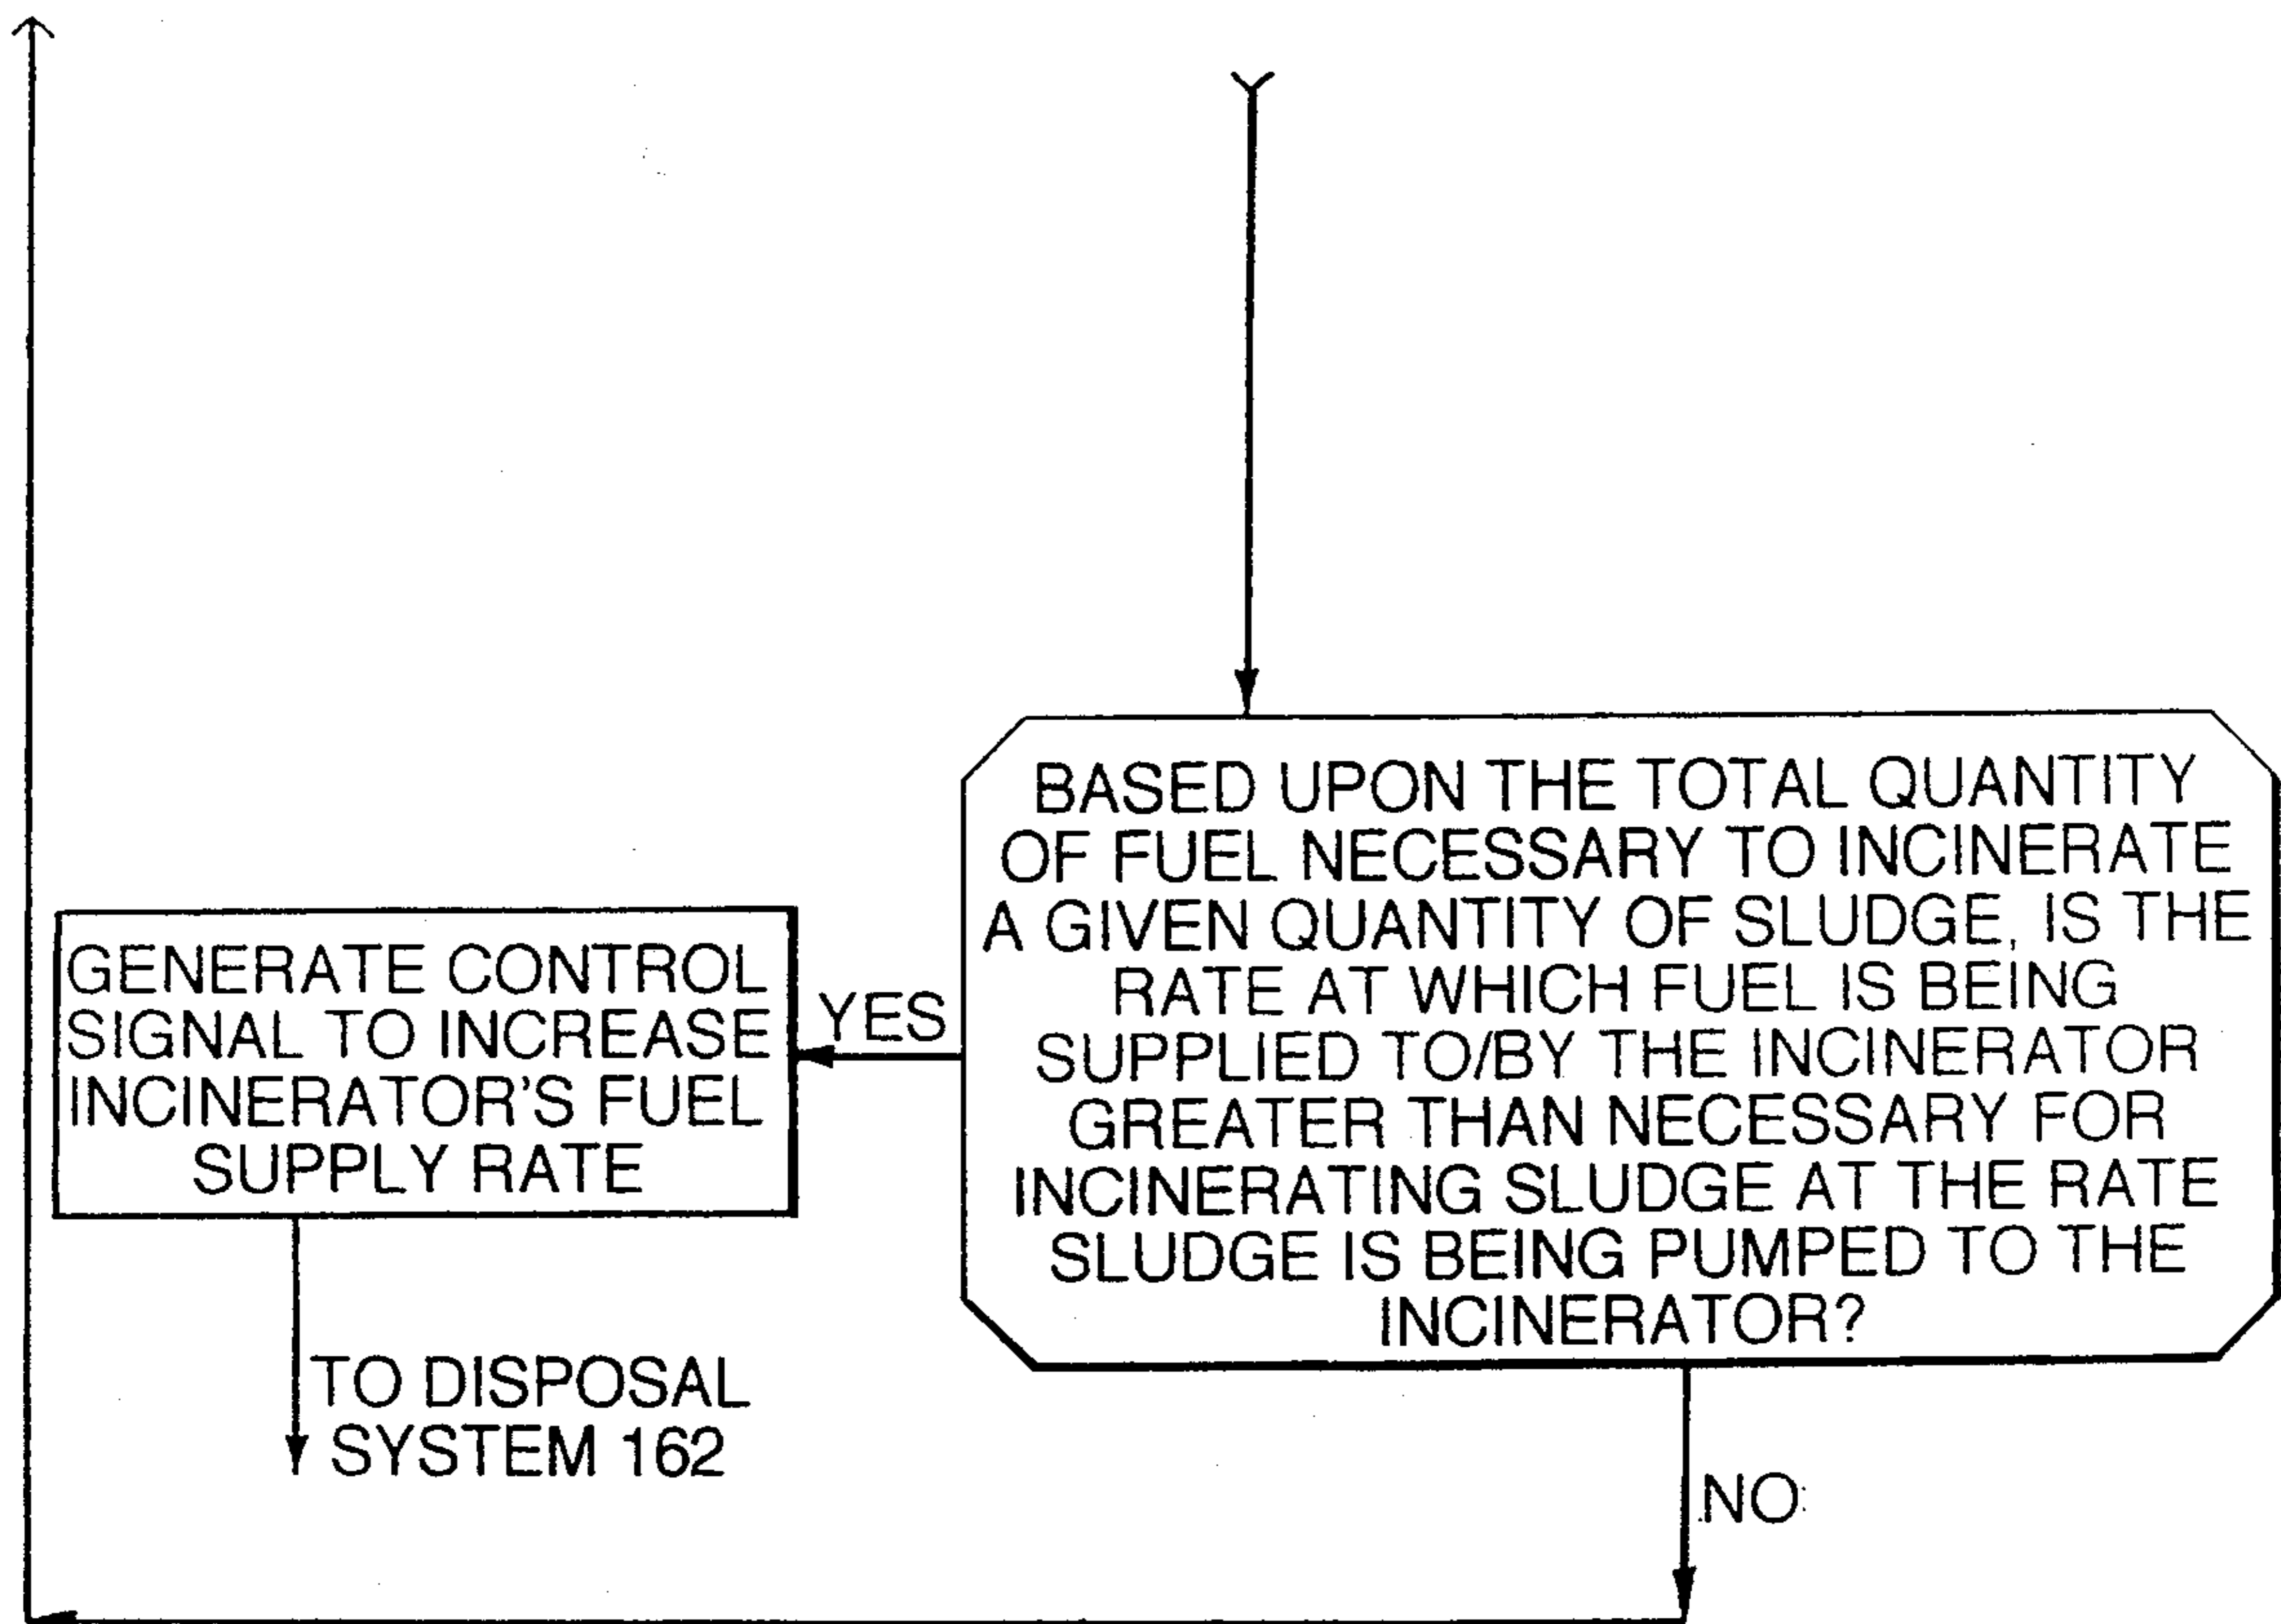 BASED UPON THE TOTAL QUANTITY
OF FUEL NECESSARY TO INCINERATE
A GIVEN QUANTITY OF SLUDGE, IS THE
RATE AT WHICH FUEL IS BEING
SUPPLIED TO/BY THE INCINERATOR
GREATER THAN NECESSARY FOR
INCINERATING SLUDGE AT THE RATE
SLUDGE IS BEING PUMPED TO THE
INCINERATOR?
YES
GENERATE CONTROL
SIGNAL TO INCREASE
INCINERATOR'S FUEL
SUPPLY RATE
TO DISPOSAL
SYSTEM 162
NO